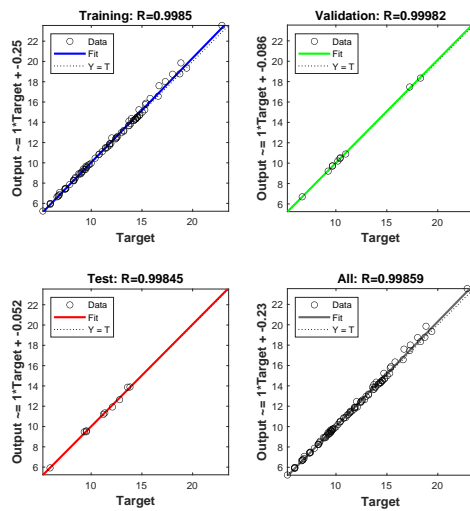 Training: R=0.9985
Output ~= 1*Target + -0.25
22
20
18
16
14
12
10
8
6
Data
Fit
Y = T
10
15
20
Target
Validation: R=0.99982
Output ~= 1*Target + -0.086
22
20
18
16
14
12
10
8
6
Data
Fit
Y = T
10
15
20
Target
Test: R=0.99845
Output ~= 1*Target + -0.052
22
20
18
16
14
12
10
8
6
Data
Fit
Y = T
10
15
20
Target
All: R=0.99859
Output ~= 1*Target + -0.23
22
20
18
16
14
12
10
8
6
Data
Fit
Y = T
10
15
20
Target